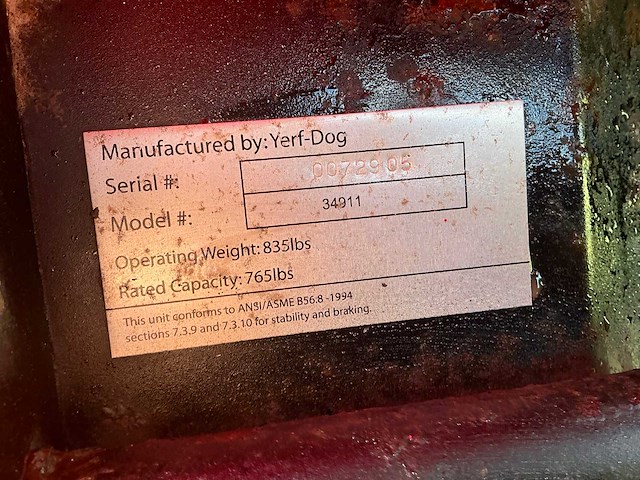 Manufactured by: Yerf-Dog
Serial #: 0072905
Model #: 34911
Operating Weight: 835lbs
Rated Capacity: 765lbs
This unit conforms to ANSI/ASME B56.8 -1994
sections 7.3.9 and 7.3.10 for stability and braking.